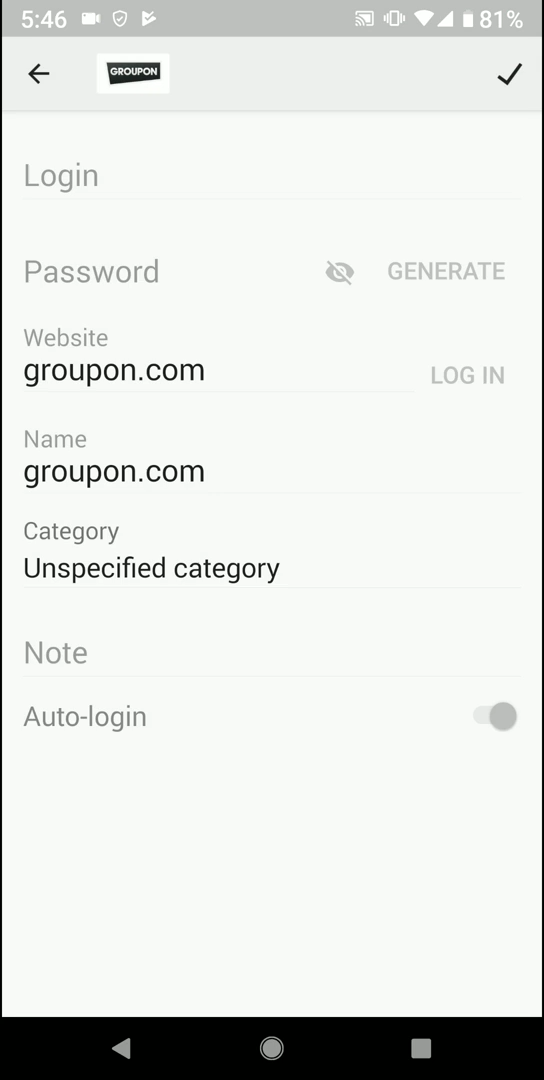 5:46 81%
GROUPON
Login
Password GENERATE
Website
groupon.com LOG IN
Name
groupon.com
Category
Unspecified category
Note
Auto-login